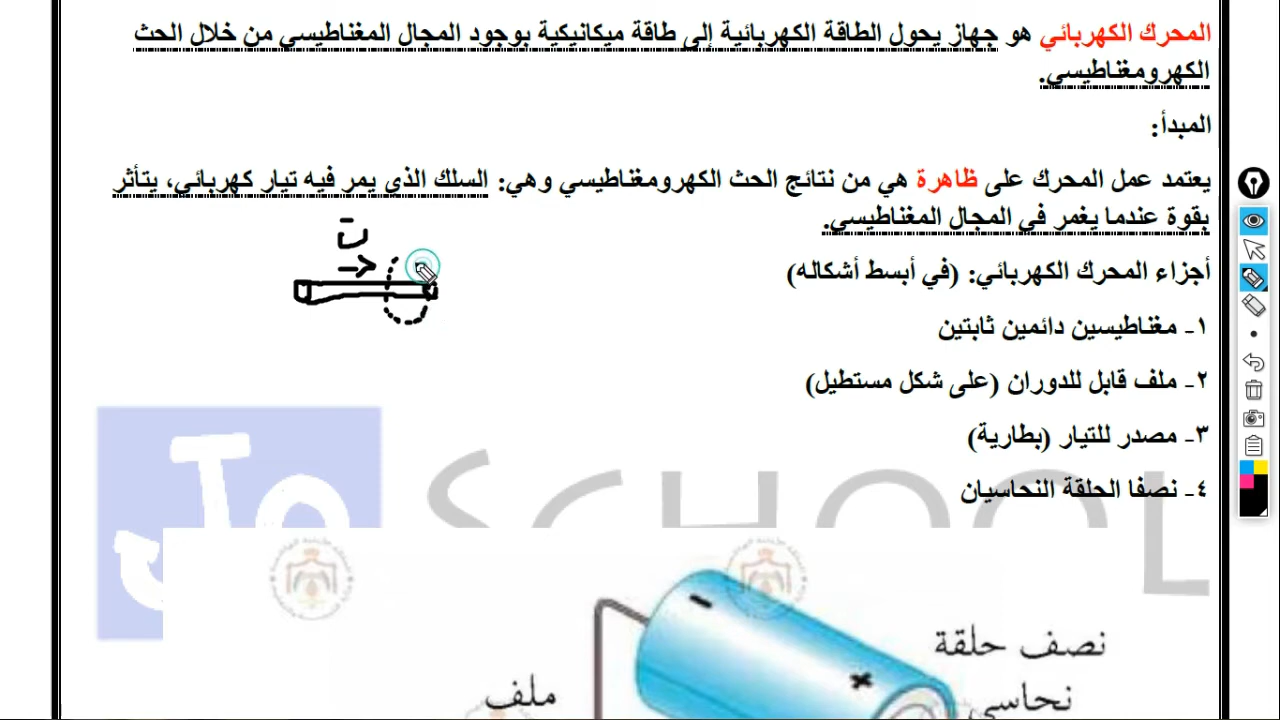 المحرك الكهربائي هو جهاز يحول الطاقة الكهربائية إلى طاقة ميكانيكية بوجود المجال المغناطيسي من خلال الحث
الكهرومغناطيسي.
المبدأ:
يعتمد عمل المحرك على ظاهرة هي من نتائج الحث الكهرومغناطيسي وهي: السلك الذي يمر فيه تيار كهربائي، يتأثر
بقوة عندما يغمر في المجال المغناطيسي.
أجزاء المحرك الكهربائي: (في أبسط أشكاله)
١- مغناطيسين دائمين ثابتين
٢- ملف قابل للدوران (على شكل مستطيل)
٣- مصدر للتيار (بطارية)
٤- نصفا الحلقة النحاسيان
Jo SCHOOL
- +
نصف حلقة
نحاسي
ملف